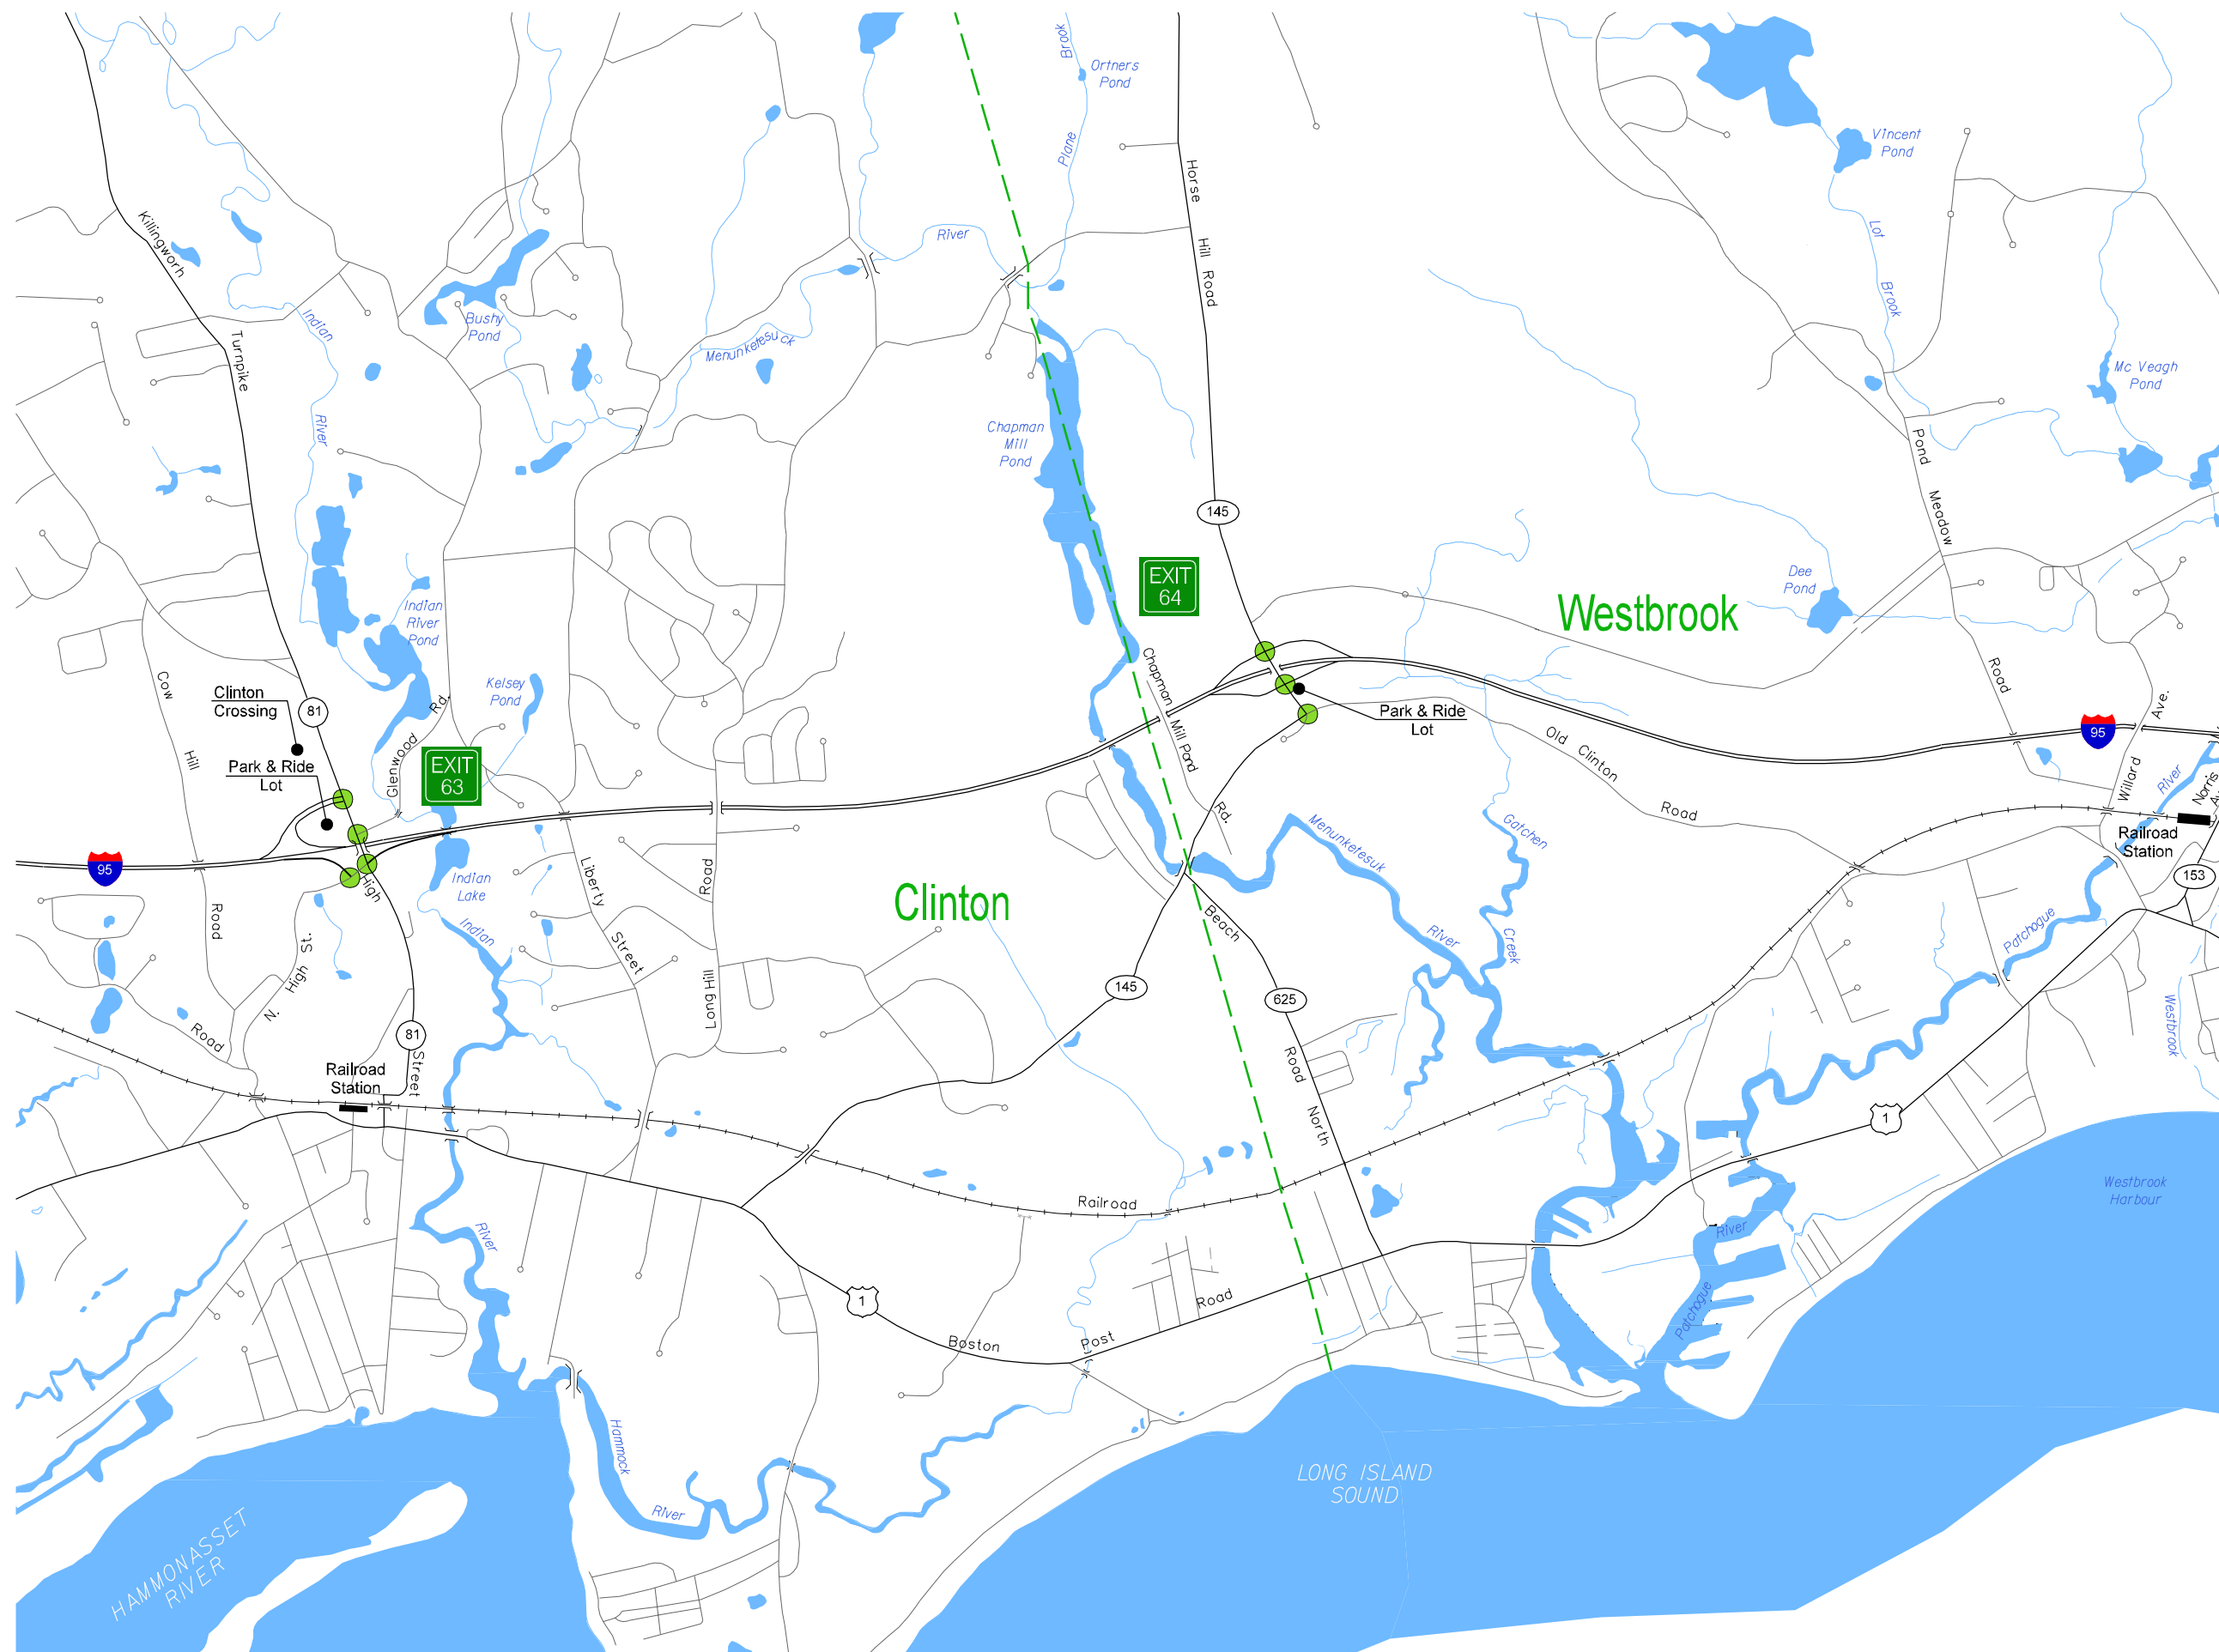 Brook
Ortners
Pond
Plane
Vincent
Pond
Horse
Hill Road
Lot
Brook
Killingworh
Turnpike
River
Indian
River
Bushy
Pond
Menunketesuck
Mc Veagh
Pond
Chapman
Mill
Pond
Pond
Meadow
Road
145
EXIT
64
Westbrook
Dee
Pond
Indian
River
Pond
Cow
Hill
Road
Clinton
Crossing
81
Park & Ride
Lot
Glenwood
Rd.
Kelsey
Pond
EXIT
63
Chapman
Mill Pond
Rd.
Park & Ride
Lot
Old Clinton
Road
95
Willard
Ave.
River
Norris
Railroad
Station
153
95
High
Indian
Lake
Indian
Liberty
Street
Road
Long Hill
Clinton
Beach
Menunketesuk
River
Gatchen
Creek
Patchogue
Westbrook
N.
High
St.
Road
145
625
Road
North
81
Street
Railroad
Station
1
Westbrook
Harbour
Railroad
River
River
Patchogue
1
Boston
Post
Road
Hammock
River
LONG ISLAND
SOUND
HAMMONASSET
RIVER